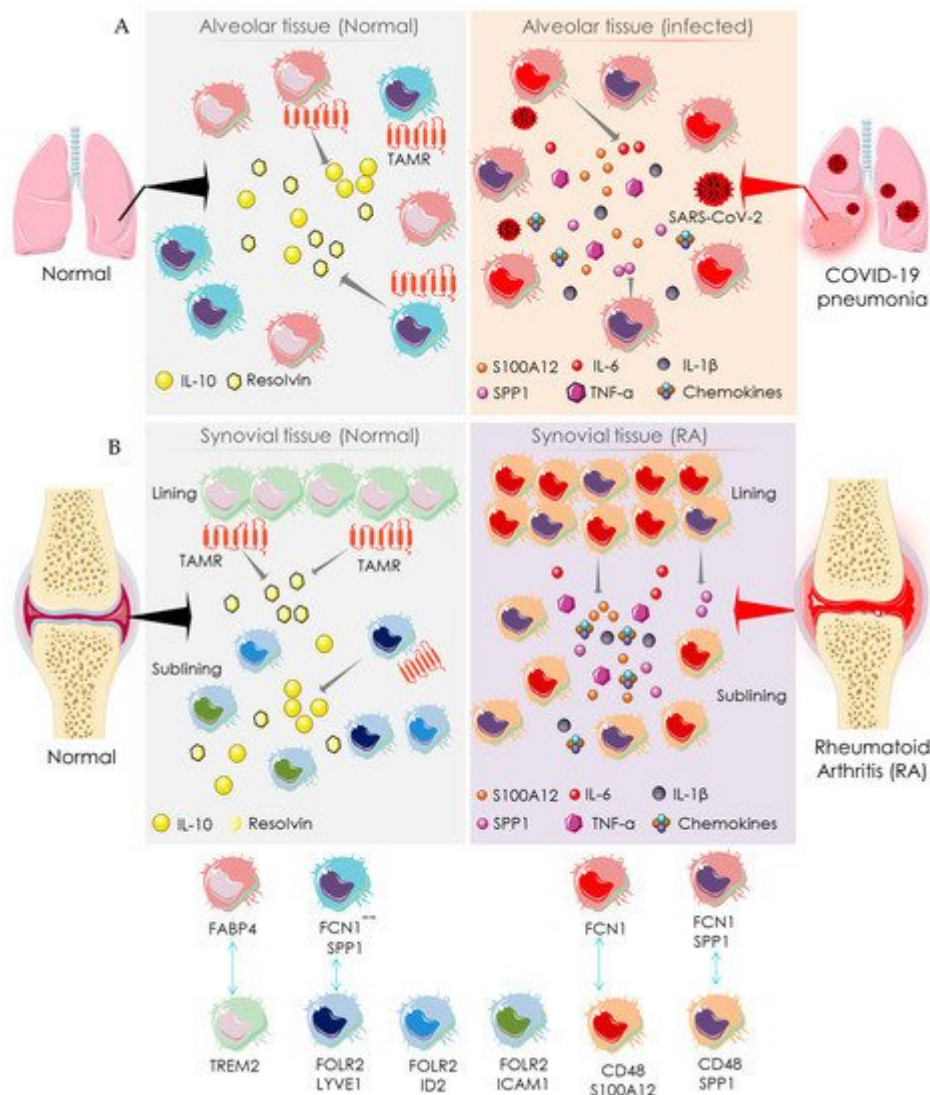 A
Alveolar tissue (Normal)
Alveolar tissue (infected)
TAMR
SARS-CoV-2
Normal
COVID-19
pneumonia
IL-10
Resolvin
S100A12
IL-6
IL-1β
SPP1
TNF-α
Chemokines
B
Synovial tissue (Normal)
Synovial tissue (RA)
Lining
Lining
TAMR
TAMR
Sublining
Sublining
Normal
Rheumatoid
Arthritis (RA)
IL-10
Resolvin
S100A12
IL-6
IL-1β
SPP1
TNF-α
Chemokines
FABP4
FCN1
SPP1
FCN1
FCN1
SPP1
TREM2
FOLR2
LYVE1
FOLR2
ID2
FOLR2
ICAM1
CD48
S100A12
CD48
SPP1